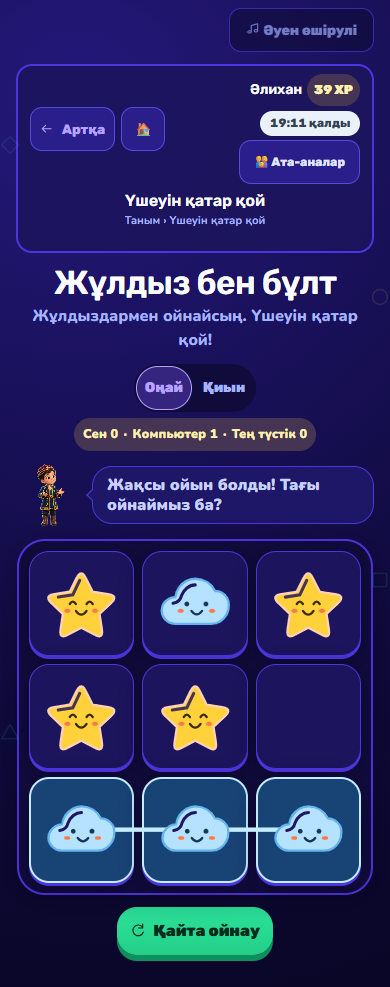 Әуен өшірулі
Әлихан 39 XP
← Артқа
19:11 қалды
Ата-аналар
Үшеуін қатар қой
Таным › Үшеуін қатар қой
Жұлдыз бен бұлт
Жұлдыздармен ойнайсың. Үшеуін қатар
қой!
Оңай Қиын
Сен 0 · Компьютер 1 · Тең түстік 0
Жақсы ойын болды! Тағы
ойнаймыз ба?
Қайта ойнау